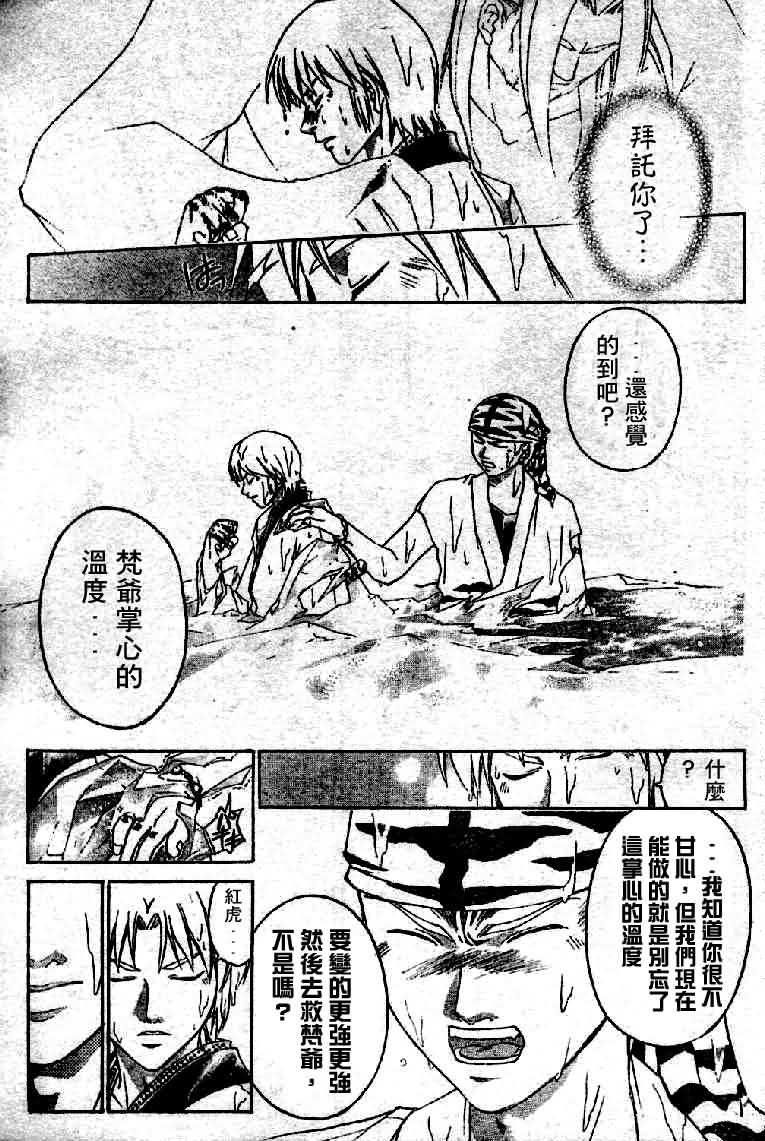 拜託你了…
…還感覺
的到吧？
梵爺掌心的
溫度…
什麼
？
…我知道你很不
甘心，但我們現在
能做的就是別忘了
這掌心的溫度
要變的更強更強
然後去救梵爺，
不是嗎？
紅虎…